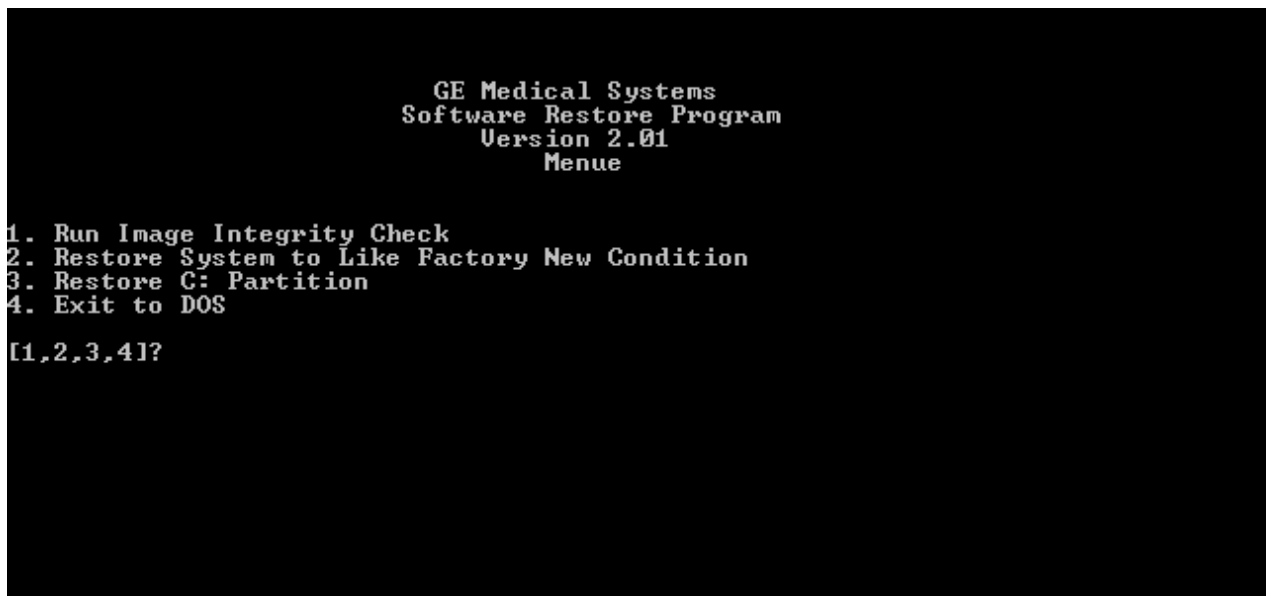 GE Medical Systems
Software Restore Program
Version 2.01
Menue
1. Run Image Integrity Check
2. Restore System to Like Factory New Condition
3. Restore C: Partition
4. Exit to DOS
[1,2,3,4]?